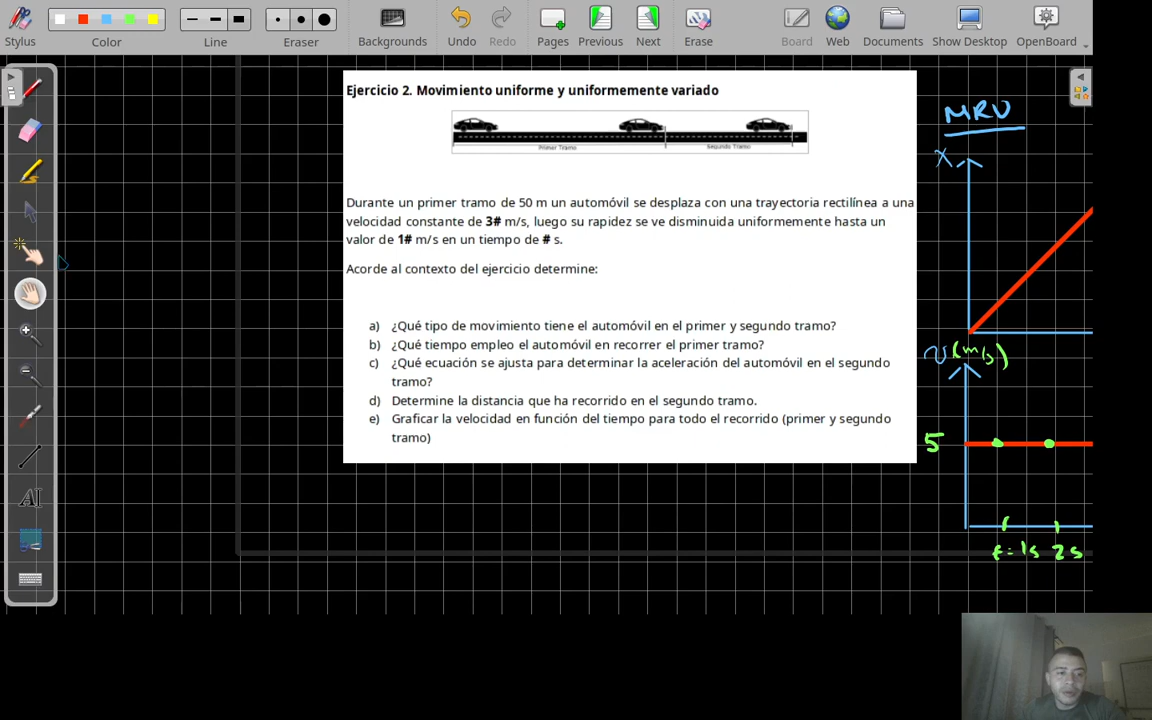 Stylus
Color
Line
Eraser
Backgrounds
Undo
Redo
Pages
Previous
Next
Erase
Board
Web
Documents
Show Desktop
OpenBoard
Ejercicio 2. Movimiento uniforme y uniformemente variado
Primer Tramo
Segundo Tramo
Durante un primer tramo de 50 m un automóvil se desplaza con una trayectoria rectilínea a una
velocidad constante de 3# m/s, luego su rapidez se ve disminuida uniformemente hasta un
valor de 1# m/s en un tiempo de # s.
Acorde al contexto del ejercicio determine:
a) ¿Qué tipo de movimiento tiene el automóvil en el primer y segundo tramo?
b) ¿Qué tiempo empleo el automóvil en recorrer el primer tramo?
c) ¿Qué ecuación se ajusta para determinar la aceleración del automóvil en el segundo
tramo?
d) Determine la distancia que ha recorrido en el segundo tramo.
e) Graficar la velocidad en función del tiempo para todo el recorrido (primer y segundo
tramo)
AI
MRU
X
v (m/s)
5
t=1s 2s